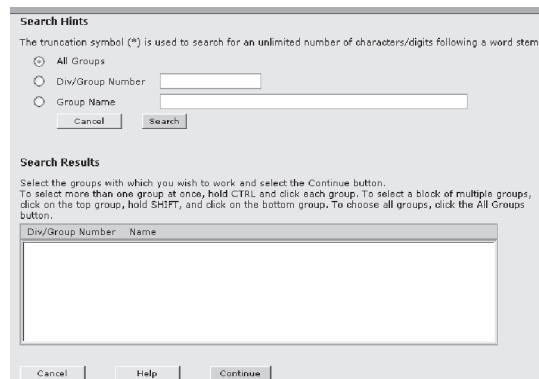 Search Hints
The truncation symbol (*) is used to search for an unlimited number of characters/digits following a word stem
All Groups
Div/Group Number
Group Name
Cancel Search
Search Results
Select the groups with which you wish to work and select the Continue button.
To select more than one group at once, hold CTRL and click each group. To select a block of multiple groups,
click on the top group, hold SHIFT, and click on the bottom group. To choose all groups, click the All Groups
button.
Div/Group Number Name
Cancel Help Continue